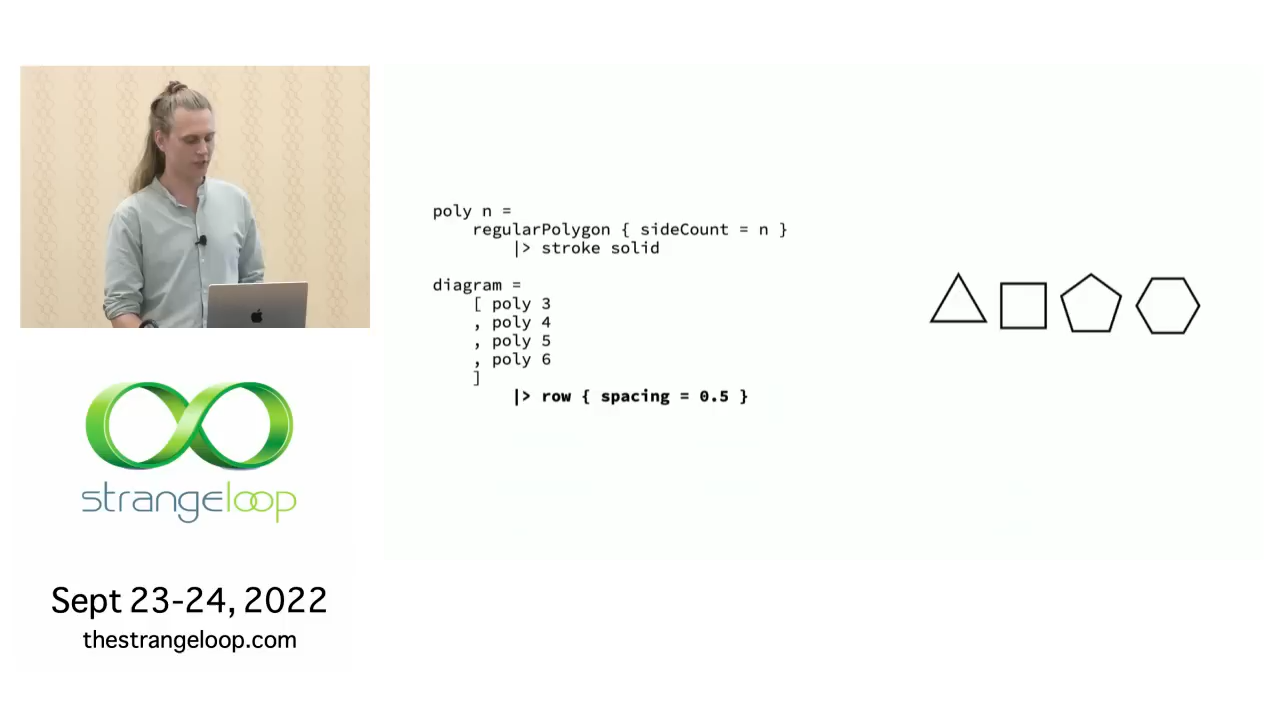 poly n =
    regularPolygon { sideCount = n }
        |> stroke solid
diagram =
    [ poly 3
    , poly 4
    , poly 5
    , poly 6
    ]
        |> row { spacing = 0.5 }
strangeloop
Sept 23-24, 2022
thestrangeloop.com